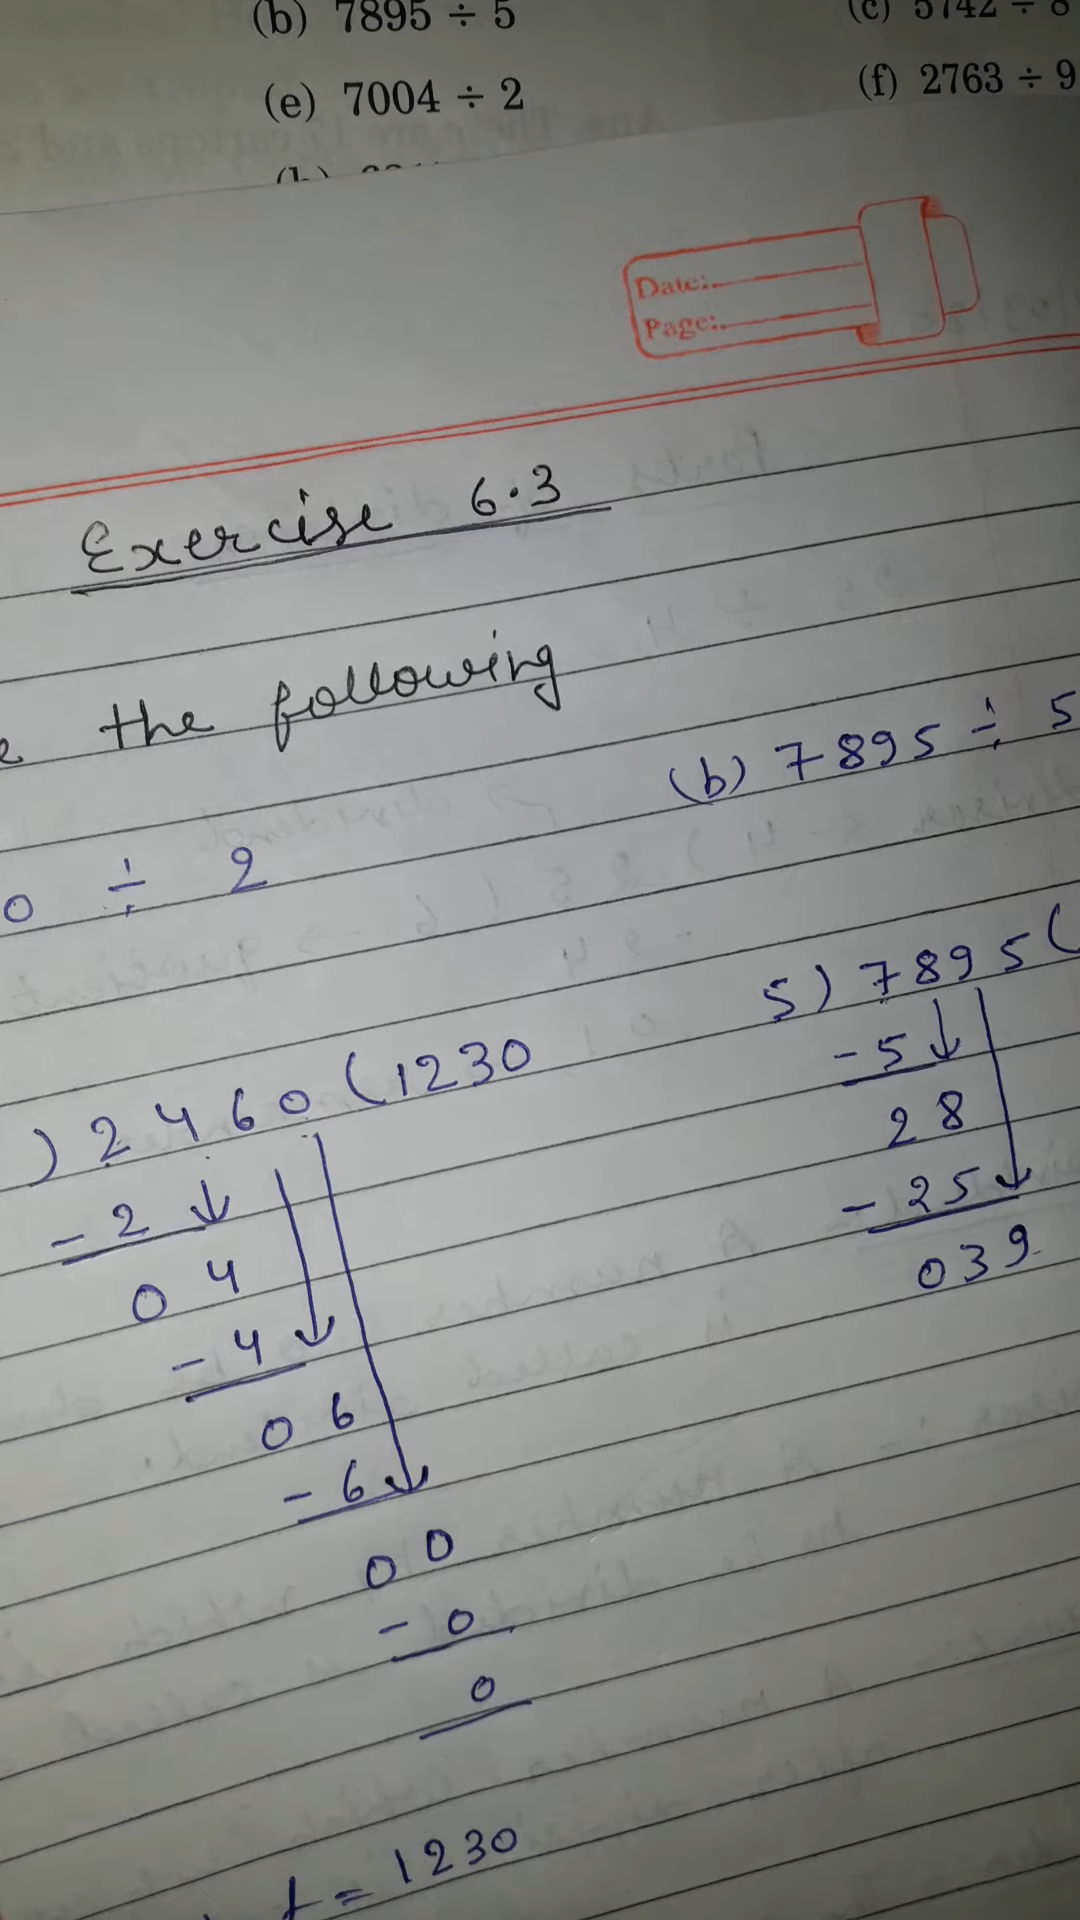 (b) 7895 ÷ 5
(e) 7004 ÷ 2
(f) 2763 ÷ 9
Date:
Page:
Exercise 6.3
the following
(b) 7895 ÷ 5
0 ÷ 2
) 2460 ( 1230
- 2
04
- 4
06
- 6
00
- 0
0
= 1230
5) 7895 (
- 5
28
- 25
039